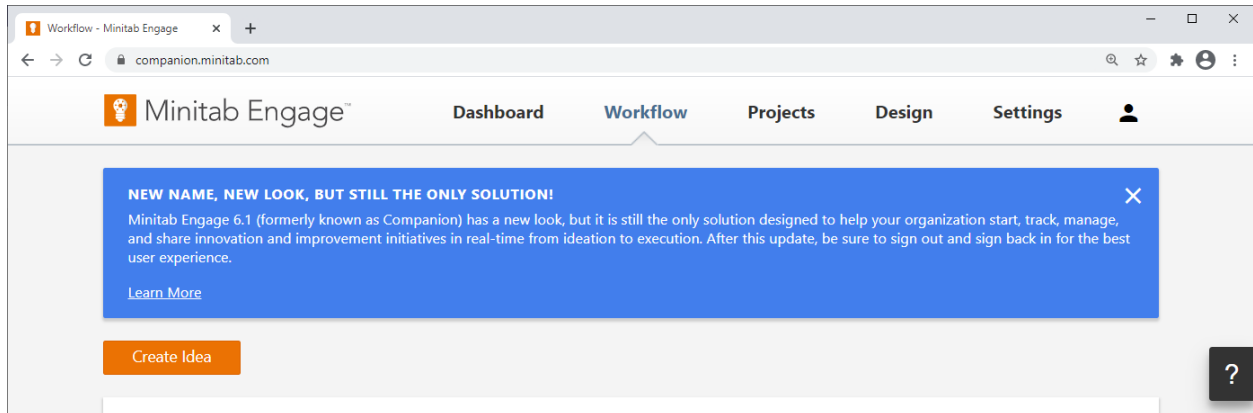 Workflow - Minitab Engage
companion.minitab.com
Minitab Engage™
Dashboard Workflow Projects Design Settings
NEW NAME, NEW LOOK, BUT STILL THE ONLY SOLUTION!
Minitab Engage 6.1 (formerly known as Companion) has a new look, but it is still the only solution designed to help your organization start, track, manage,
and share innovation and improvement initiatives in real-time from ideation to execution. After this update, be sure to sign out and sign back in for the best
user experience.
Learn More
Create Idea
?